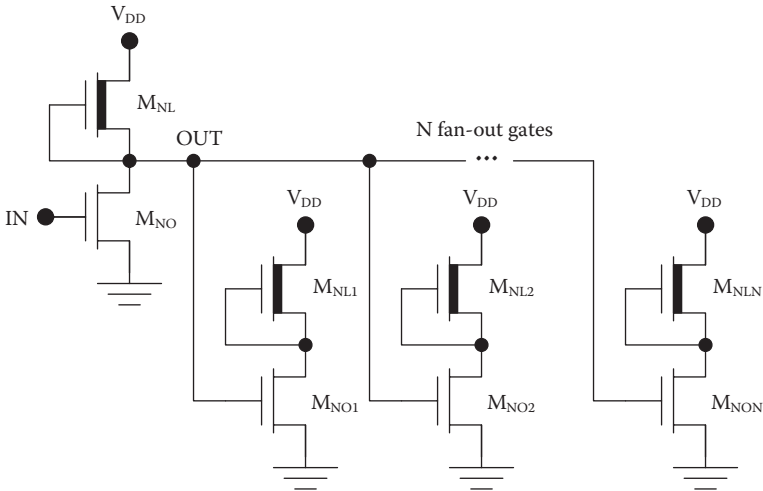 V_DD
M_NL
OUT
N fan-out gates
...
IN
M_NO
V_DD
V_DD
V_DD
M_NL1
M_NL2
M_NLN
M_NO1
M_NO2
M_NON